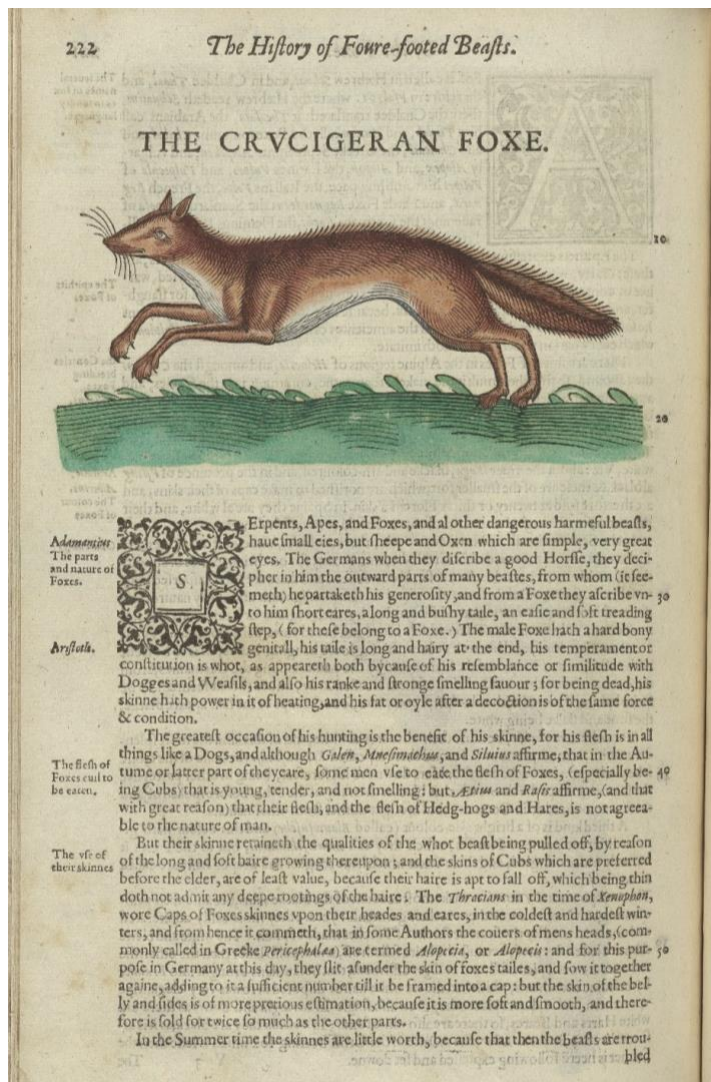 222
The Hiſtory of Foure-footed Beaſts.
THE CRVCIGERAN FOXE.
10
20
Adamantius
The parts
and nature of
Foxes.
S.
Erpents, Apes, and Foxes, and al other dangerous harmeful beaſts,
haue ſmall eies, but ſheepe and Oxen which are ſimple, very great
eyes. The Germans when they diſcribe a good Horſſe, they deci-
pher in him the outward parts of many beaſtes, from whom (it ſee-
meth) he partaketh his generoſity, and from a Foxe they aſcribe vn-
30
to him ſhort eares, a long and buſhy taile, an eaſie and ſoft treading
ſtep, (for theſe belong to a Foxe.) The male Foxe hath a hard bony
Ariſtotle.
genitall, his taile is long and hairy at the end, his temperament or
conſtitution is whot, as appeareth both bycauſe of his reſemblance or ſimilitude with
Dogges and Weaſils, and alſo his ranke and ſtronge ſmelling ſauour; for being dead, his
skinne hath power in it of heating, and his fat or oyle after a decoction is of the ſame force
& condition.
The greateſt occaſion of his hunting is the benefit of his skinne, for his fleſh is in all
The fleſh of
Foxes euil to
be eaten.
things like a Dogs, and although Galen, Mneſimachus, and Siluius affirme, that in the Au-
tume or latter part of the yeare, ſome men vſe to eate the fleſh of Foxes, (eſpecially be-
40
ing Cubs) that is young, tender, and not ſmelling: but Ætius and Raſis affirme, (and that
with great reaſon) that their fleſh, and the fleſh of Hedg-hogs and Hares, is not agreea-
ble to the nature of man.
The vſe of
their skinnes
But their skinne retaineth the qualities of the whot beaſt being pulled off, by reaſon
of the long and ſoft haire growing thereupon; and the skins of Cubs which are preferred
before the elder, are of leaſt value, becauſe their haire is apt to fall off, which being thin
doth not admit any deepe rootings of the haire. The Thracians in the time of Xenophon,
wore Caps of Foxes skinnes vpon their heades and eares, in the coldeſt and hardeſt win-
ters, and from hence it commeth, that in ſome Authors the couers of mens heads, (com-
monly called in Greeke Pericephalaa) are termed Alopecia, or Alopecis: and for this pur-
50
poſe in Germany at this day, they ſlit aſunder the skin of foxes tailes, and ſow it together
againe, adding to it a ſufficient number till it be framed into a cap: but the skin of the bel-
ly and ſides is of more precious eſtimation, becauſe it is more ſoft and ſmooth, and there-
fore is ſold for twice ſo much as the other parts.
In the Summer time the skinnes are little worth, becauſe that then the beaſts are trou-
bled